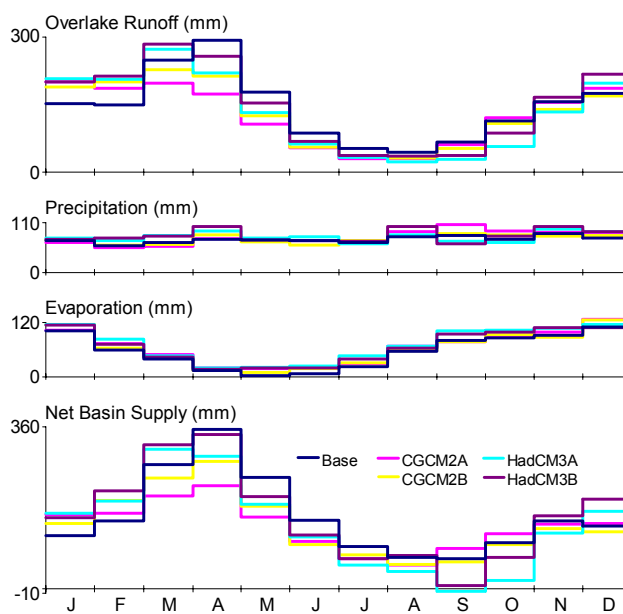 Overlake Runoff (mm)
300
0
Precipitation (mm)
110
0
Evaporation (mm)
120
0
Net Basin Supply (mm)
360
Base CGCM2A HadCM3A
CGCM2B HadCM3B
-10
J F M A M J J A S O N D